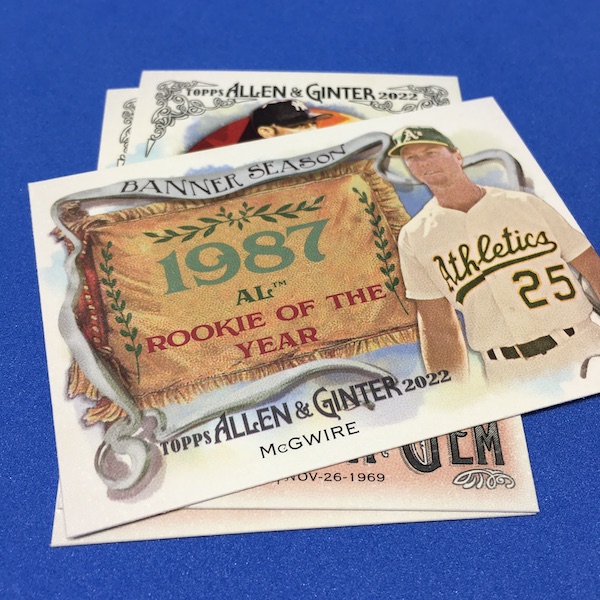 TOPPS ALLEN & GINTER 2022
BANNER SEASON
1987
AL™
ROOKIE OF THE
YEAR
A's
Athletics
25
TOPPS ALLEN & GINTER 2022
McGWIRE
GEM
NOV-26-1969